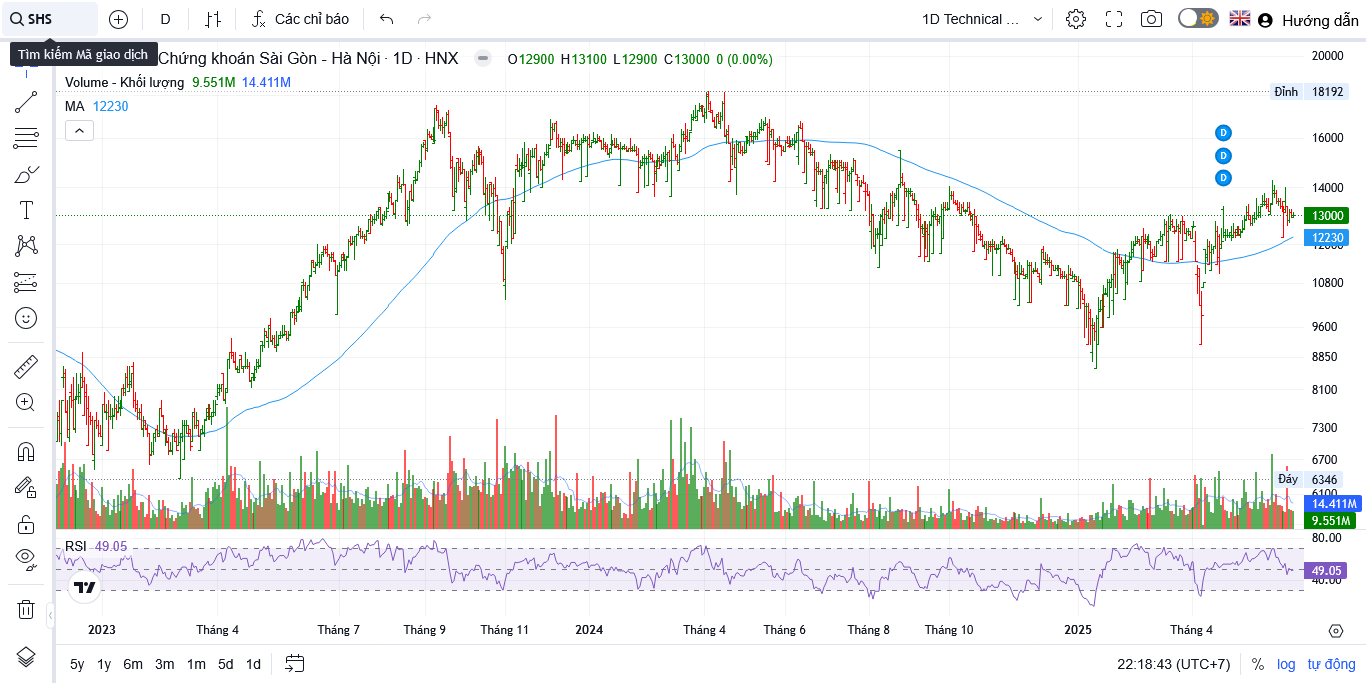 SHS
D
Các chỉ báo
1D Technical ...
Hướng dẫn
Tìm kiếm Mã giao dịch
Chứng khoán Sài Gòn - Hà Nội · 1D · HNX
O12900 H13100 L12900 C13000 0 (0.00%)
Volume - Khối lượng 9.551M 14.411M
MA 12230
20000
Đỉnh 18192
16000
14000
13000
12230
12000
10800
9600
8850
8100
7300
6700
Đáy 6346
6100
14.411M
9.551M
D
D
D
RSI 49.05
80.00
49.05
40.00
2023 Tháng 4 Tháng 7 Tháng 9 Tháng 11 2024 Tháng 4 Tháng 6 Tháng 8 Tháng 10 2025 Tháng 4
5y 1y 6m 3m 1m 5d 1d
22:18:43 (UTC+7) % log tự động